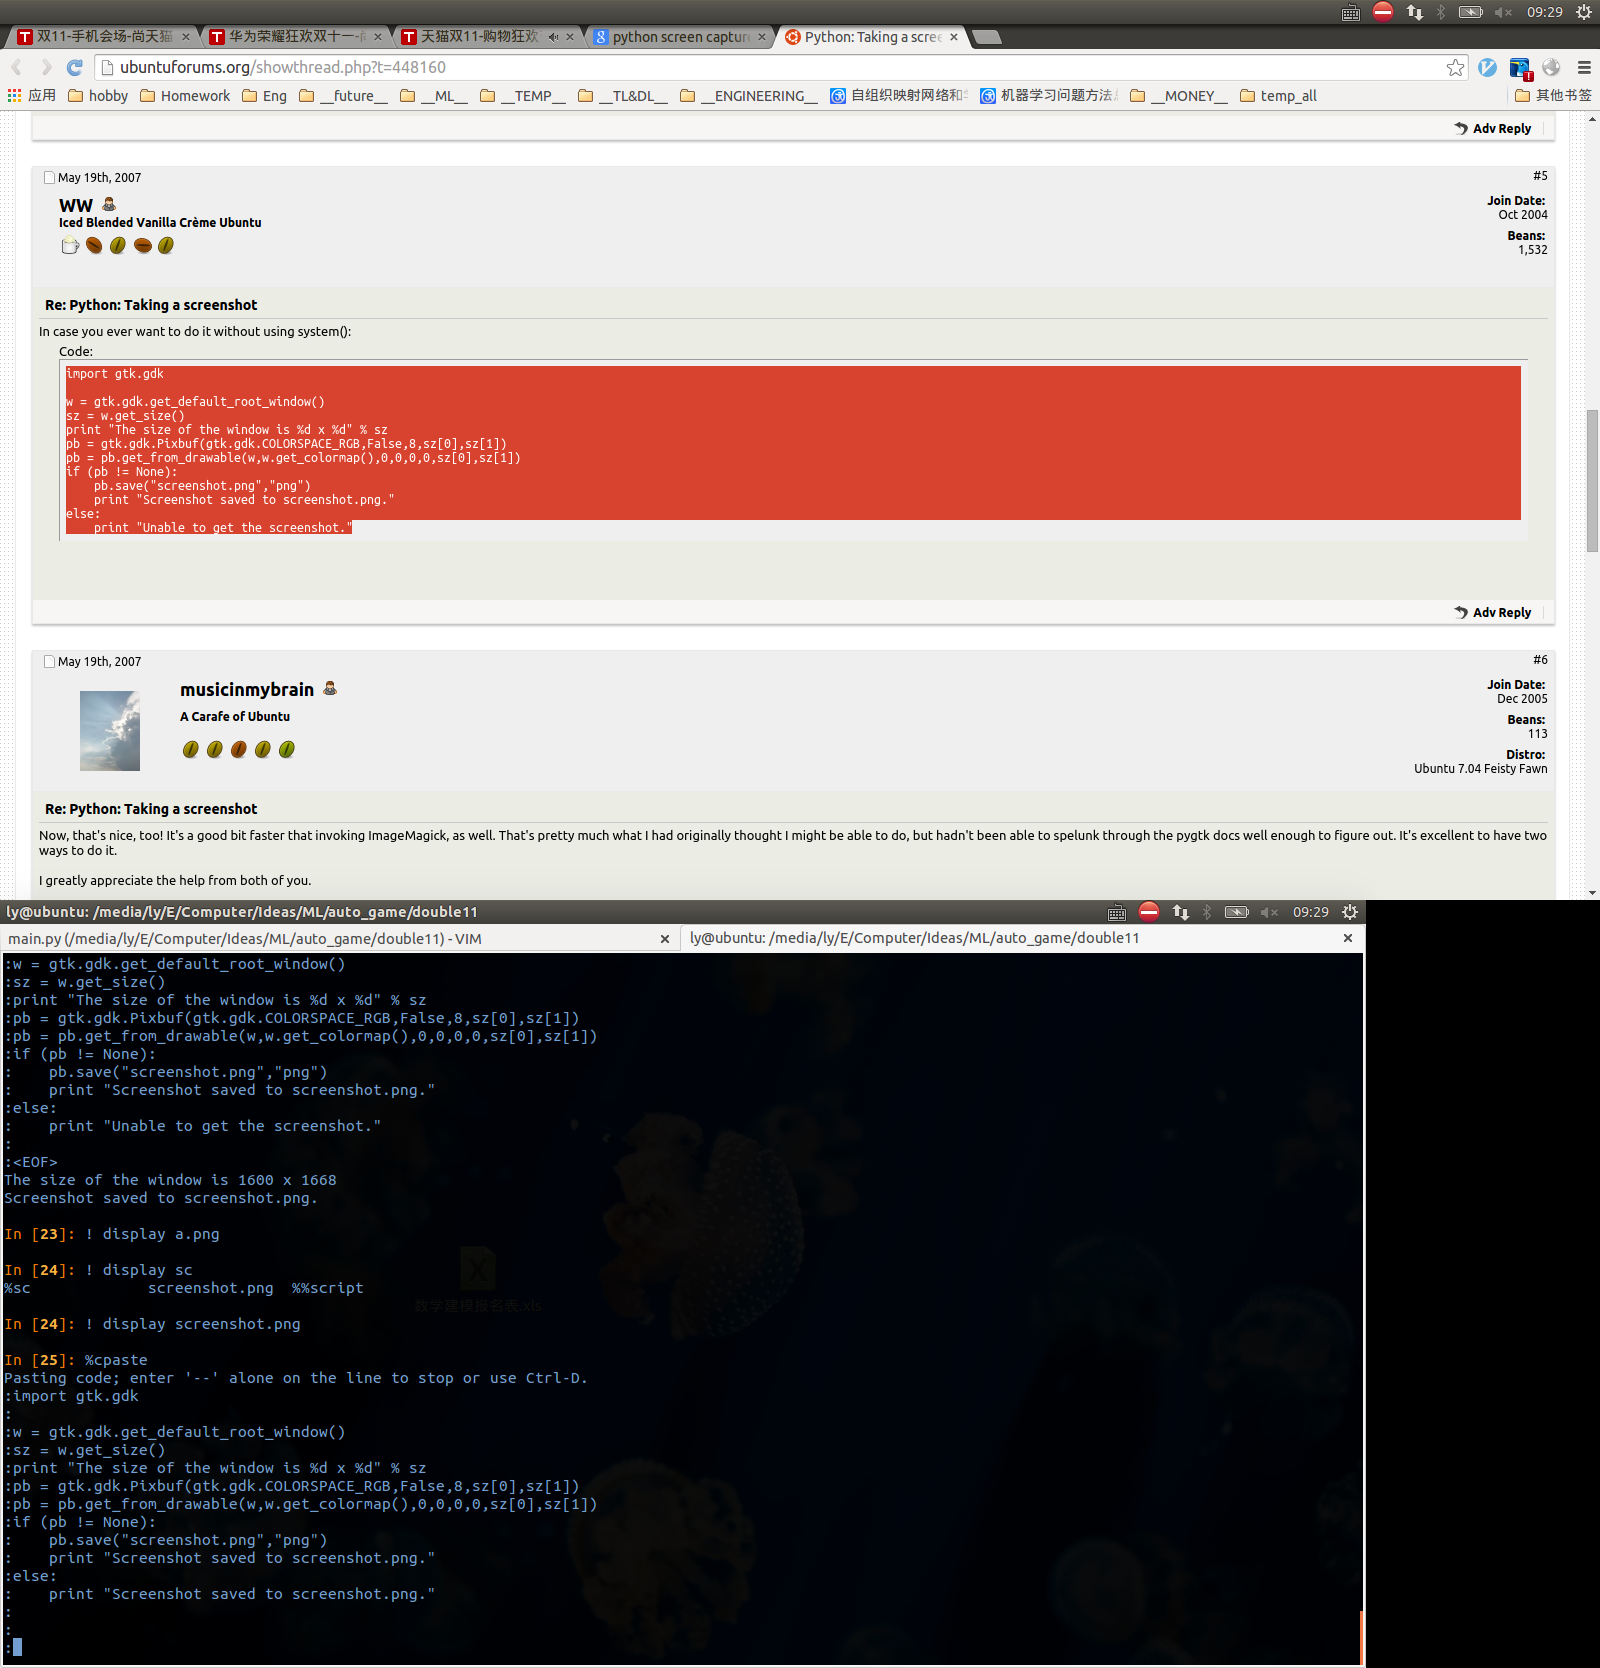 09:29
双11-手机会场-尚天猫
华为荣耀狂欢双十一-
天猫双11-购物狂欢
python screen captur
Python: Taking a scree
ubuntuforums.org/showthread.php?t=448160
应用 hobby Homework Eng __future__ __ML__ __TEMP__ __TL&DL__ __ENGINEERING__ 自组织映射网络和 机器学习问题方法总 __MONEY__ temp_all 其他书签
Adv Reply
May 19th, 2007 #5
WW
Iced Blended Vanilla Crème Ubuntu
Join Date:
Oct 2004
Beans:
1,532
Re: Python: Taking a screenshot
In case you ever want to do it without using system():
Code:
import gtk.gdk
w = gtk.gdk.get_default_root_window()
sz = w.get_size()
print "The size of the window is %d x %d" % sz
pb = gtk.gdk.Pixbuf(gtk.gdk.COLORSPACE_RGB,False,8,sz[0],sz[1])
pb = pb.get_from_drawable(w,w.get_colormap(),0,0,0,0,sz[0],sz[1])
if (pb != None):
    pb.save("screenshot.png","png")
    print "Screenshot saved to screenshot.png."
else:
    print "Unable to get the screenshot."
Adv Reply
May 19th, 2007 #6
musicinmybrain
A Carafe of Ubuntu
Join Date:
Dec 2005
Beans:
113
Distro:
Ubuntu 7.04 Feisty Fawn
Re: Python: Taking a screenshot
Now, that's nice, too! It's a good bit faster that invoking ImageMagick, as well. That's pretty much what I had originally thought I might be able to do, but hadn't been able to spelunk through the pygtk docs well enough to figure out. It's excellent to have two
ways to do it.
I greatly appreciate the help from both of you.
ly@ubuntu: /media/ly/E/Computer/Ideas/ML/auto_game/double11 09:29
main.py (/media/ly/E/Computer/Ideas/ML/auto_game/double11) - VIM
ly@ubuntu: /media/ly/E/Computer/Ideas/ML/auto_game/double11
:w = gtk.gdk.get_default_root_window()
:sz = w.get_size()
:print "The size of the window is %d x %d" % sz
:pb = gtk.gdk.Pixbuf(gtk.gdk.COLORSPACE_RGB,False,8,sz[0],sz[1])
:pb = pb.get_from_drawable(w,w.get_colormap(),0,0,0,0,sz[0],sz[1])
:if (pb != None):
:    pb.save("screenshot.png","png")
:    print "Screenshot saved to screenshot.png."
:else:
:    print "Unable to get the screenshot."
:
:<EOF>
The size of the window is 1600 x 1668
Screenshot saved to screenshot.png.
In [23]: ! display a.png
In [24]: ! display sc
%sc screenshot.png %%script
数学建模报名表.xls
In [24]: ! display screenshot.png
In [25]: %cpaste
Pasting code; enter '--' alone on the line to stop or use Ctrl-D.
:import gtk.gdk
:
:w = gtk.gdk.get_default_root_window()
:sz = w.get_size()
:print "The size of the window is %d x %d" % sz
:pb = gtk.gdk.Pixbuf(gtk.gdk.COLORSPACE_RGB,False,8,sz[0],sz[1])
:pb = pb.get_from_drawable(w,w.get_colormap(),0,0,0,0,sz[0],sz[1])
:if (pb != None):
:    pb.save("screenshot.png","png")
:    print "Screenshot saved to screenshot.png."
:else:
:    print "Screenshot saved to screenshot.png."
:
:
: